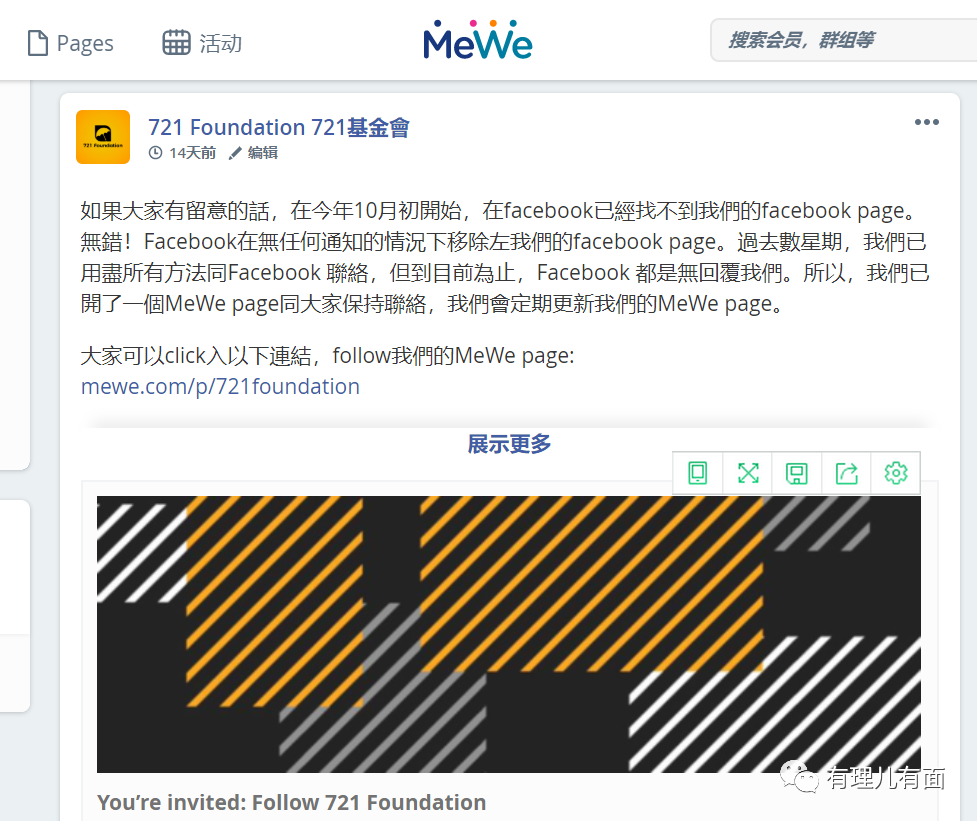 Pages
活动
MeWe
搜索会员，群组等
721 Foundation 721基金會
721 Foundation
14天前 编辑
如果大家有留意的話，在今年10月初開始，在facebook已經找不到我們的facebook page。
無錯！Facebook在無任何通知的情況下移除左我們的facebook page。過去數星期，我們已
用盡所有方法同Facebook 聯絡，但到目前為止，Facebook 都是無回覆我們。所以，我們已
開了一個MeWe page同大家保持聯絡，我們會定期更新我們的MeWe page。
大家可以click入以下連結，follow我們的MeWe page:
mewe.com/p/721foundation
展示更多
有理儿有面
You’re invited: Follow 721 Foundation